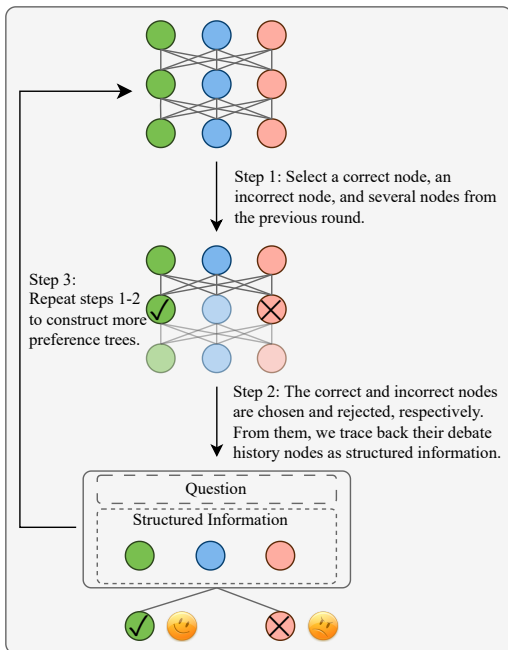 Step 1: Select a correct node, an
incorrect node, and several nodes from
the previous round.
Step 3:
Repeat steps 1-2
to construct more
preference trees.
Step 2: The correct and incorrect nodes
are chosen and rejected, respectively.
From them, we trace back their debate
history nodes as structured information.
Question
Structured Information